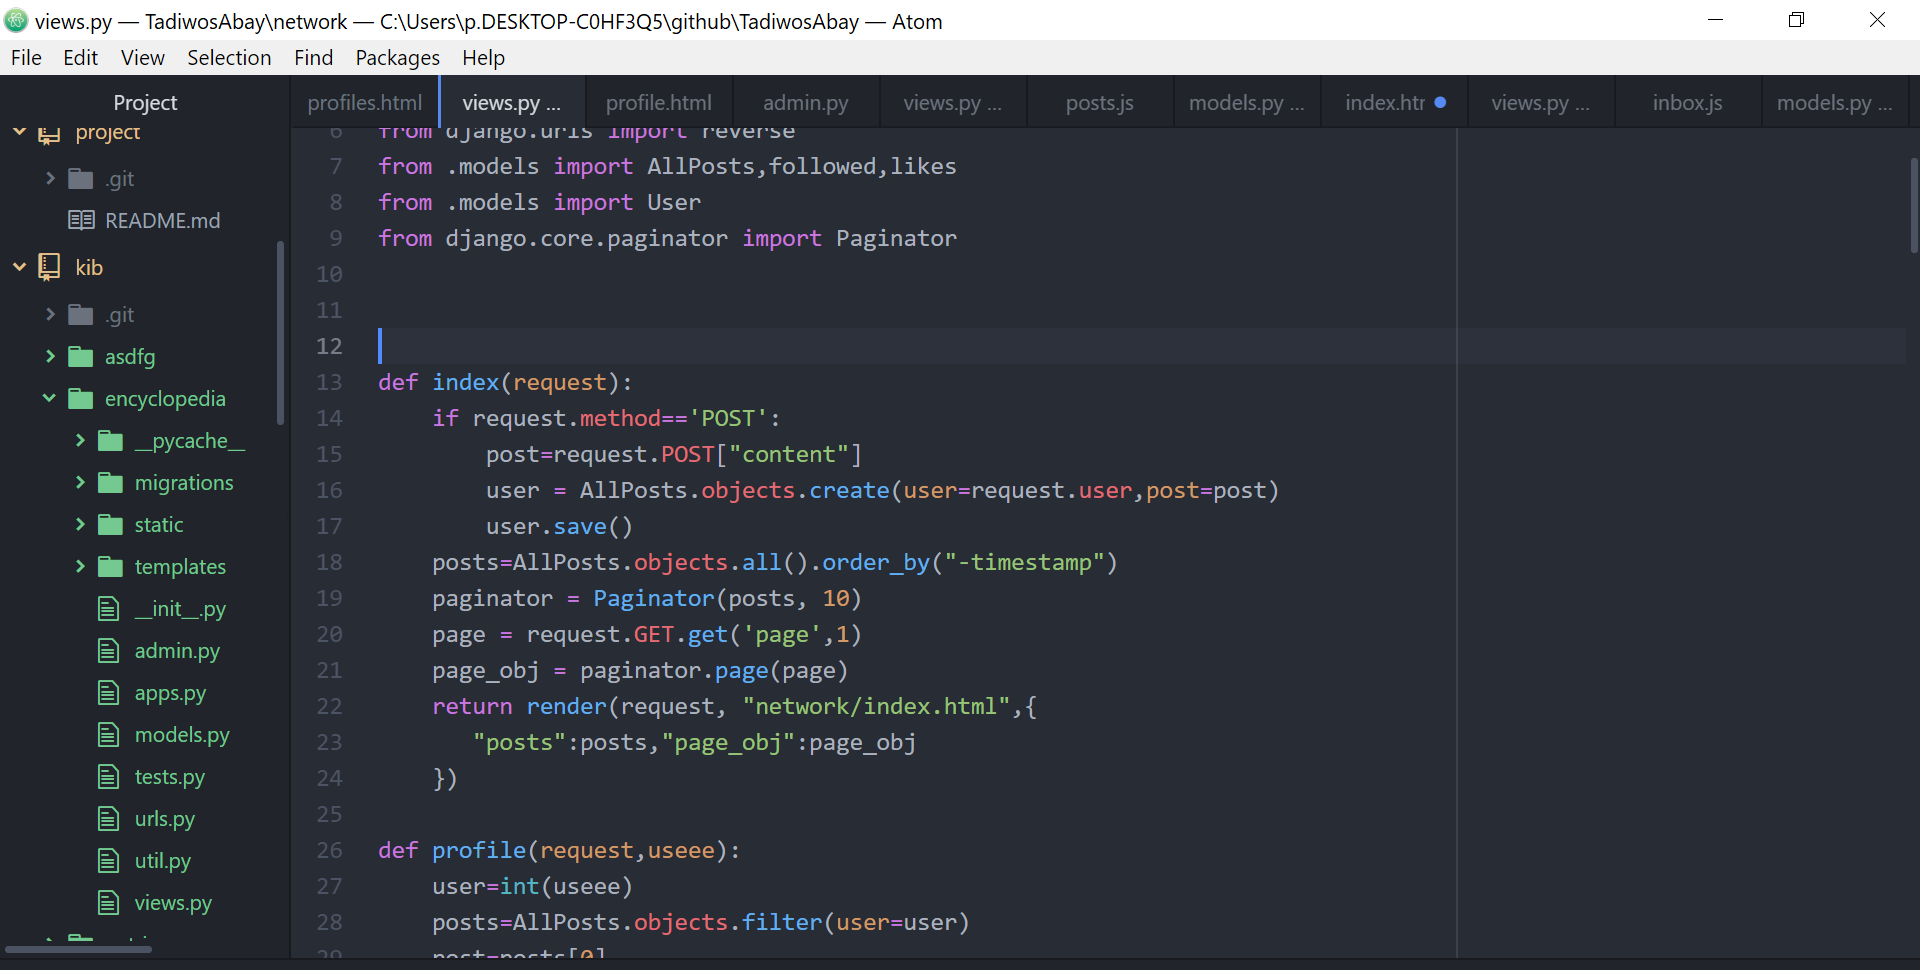 views.py — TadiwosAbay\network — C:\Users\p.DESKTOP-C0HF3Q5\github\TadiwosAbay — Atom
File Edit View Selection Find Packages Help
Project
project
.git
README.md
kib
.git
asdfg
encyclopedia
__pycache__
migrations
static
templates
__init__.py
admin.py
apps.py
models.py
tests.py
urls.py
util.py
views.py
profiles.html views.py ... profile.html admin.py views.py ... posts.js models.py ... index.htr views.py ... inbox.js models.py ...
6 from django.urls import reverse
7 from .models import AllPosts,followed,likes
8 from .models import User
9 from django.core.paginator import Paginator
10
11
12
13 def index(request):
14     if request.method=='POST':
15         post=request.POST["content"]
16         user = AllPosts.objects.create(user=request.user,post=post)
17         user.save()
18     posts=AllPosts.objects.all().order_by("-timestamp")
19     paginator = Paginator(posts, 10)
20     page = request.GET.get('page',1)
21     page_obj = paginator.page(page)
22     return render(request, "network/index.html",{
23        "posts":posts,"page_obj":page_obj
24     })
25
26 def profile(request,useee):
27     user=int(useee)
28     posts=AllPosts.objects.filter(user=user)
29     post=posts[0]